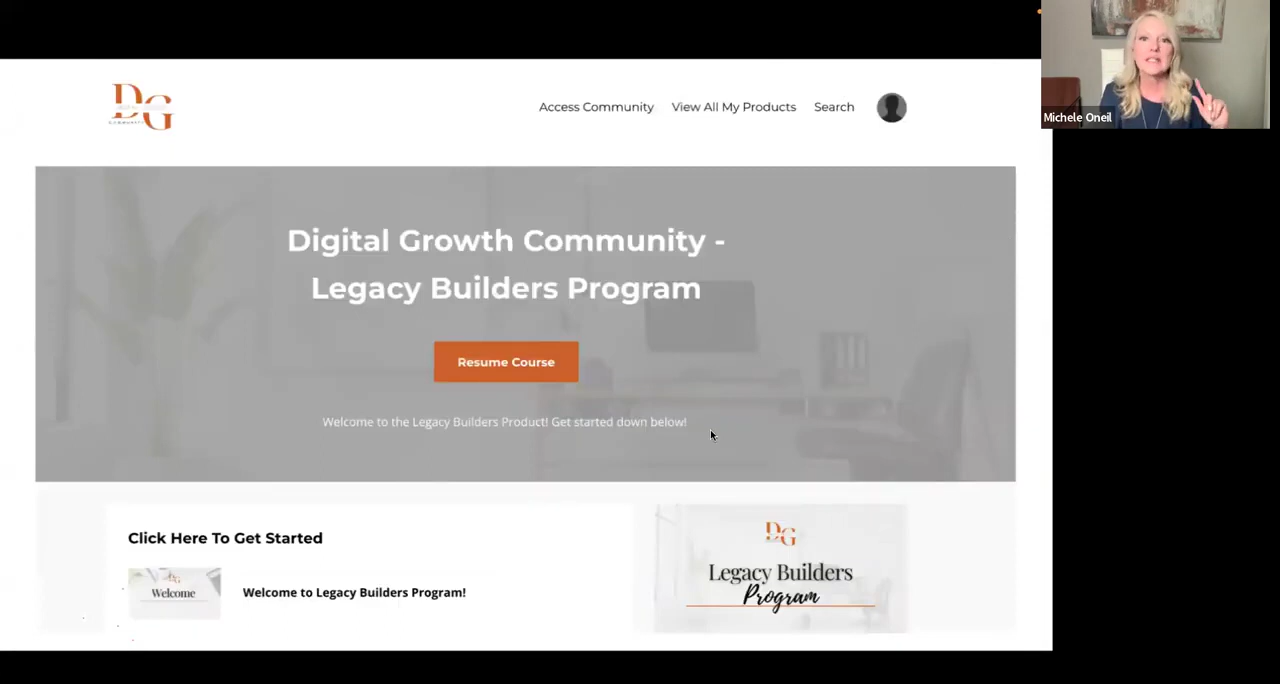 DG
Access Community
View All My Products
Search
Michele Oneil
Digital Growth Community -
Legacy Builders Program
Resume Course
Welcome to the Legacy Builders Product! Get started down below!
Click Here To Get Started
DG
Welcome
Welcome to Legacy Builders Program!
DG
Legacy Builders
Program